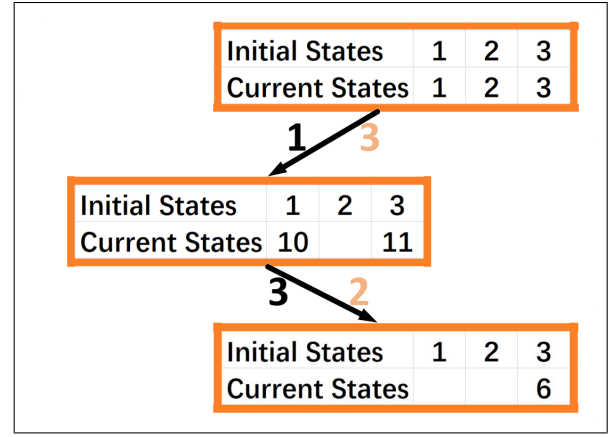 Initial States 1 2 3
Current States 1 2 3
1 3
Initial States 1 2 3
Current States 10 11
3 2
Initial States 1 2 3
Current States 6